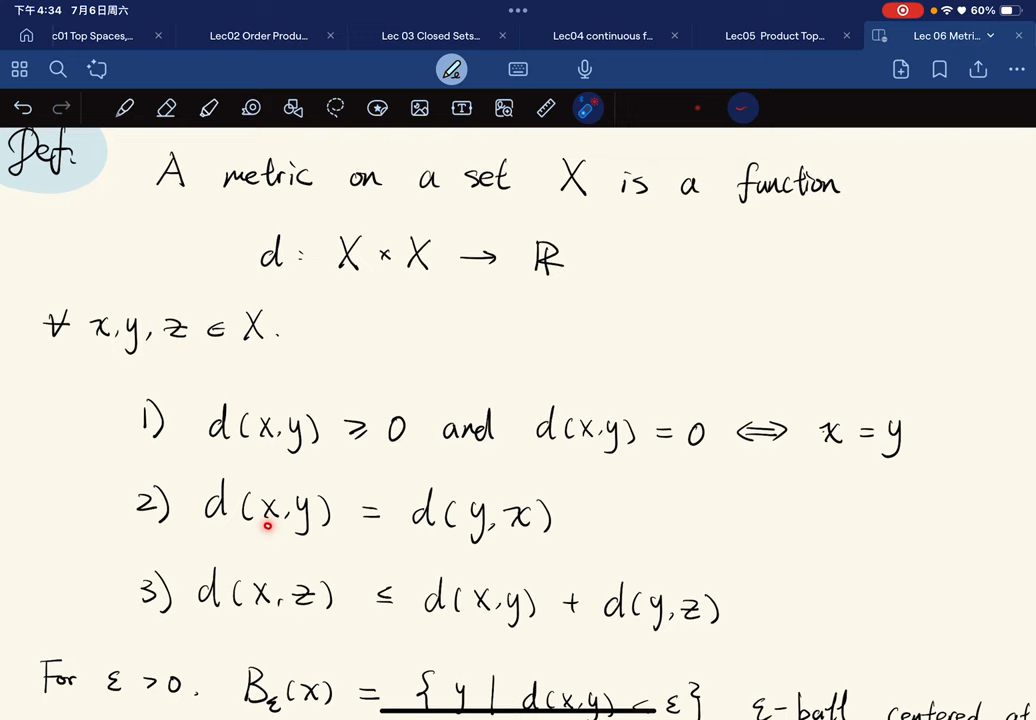 下午4:34 7月6日周六 60%
c01 Top Spaces,... Lec02 Order Produ... Lec 03 Closed Sets... Lec04 continuous f... Lec05 Product Top... Lec 06 Metri...
Def:
A metric on a set X is a function
d : X × X → ℝ
∀ x, y, z ∈ X.
1) d(x,y) ≥ 0 and d(x,y) = 0 ⟺ x = y
2) d(x,y) = d(y,x)
3) d(x,z) ≤ d(x,y) + d(y,z)
For ε > 0. B_ε(x) = { y | d(x,y) < ε} ε-ball centered at